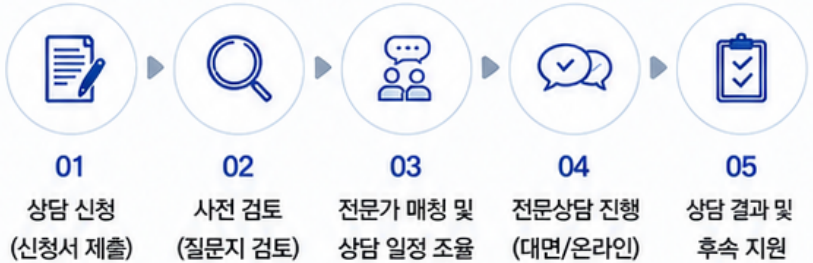 01
상담 신청
(신청서 제출)
02
사전 검토
(질문지 검토)
03
전문가 매칭 및
상담 일정 조율
04
전문상담 진행
(대면/온라인)
05
상담 결과 및
후속 지원